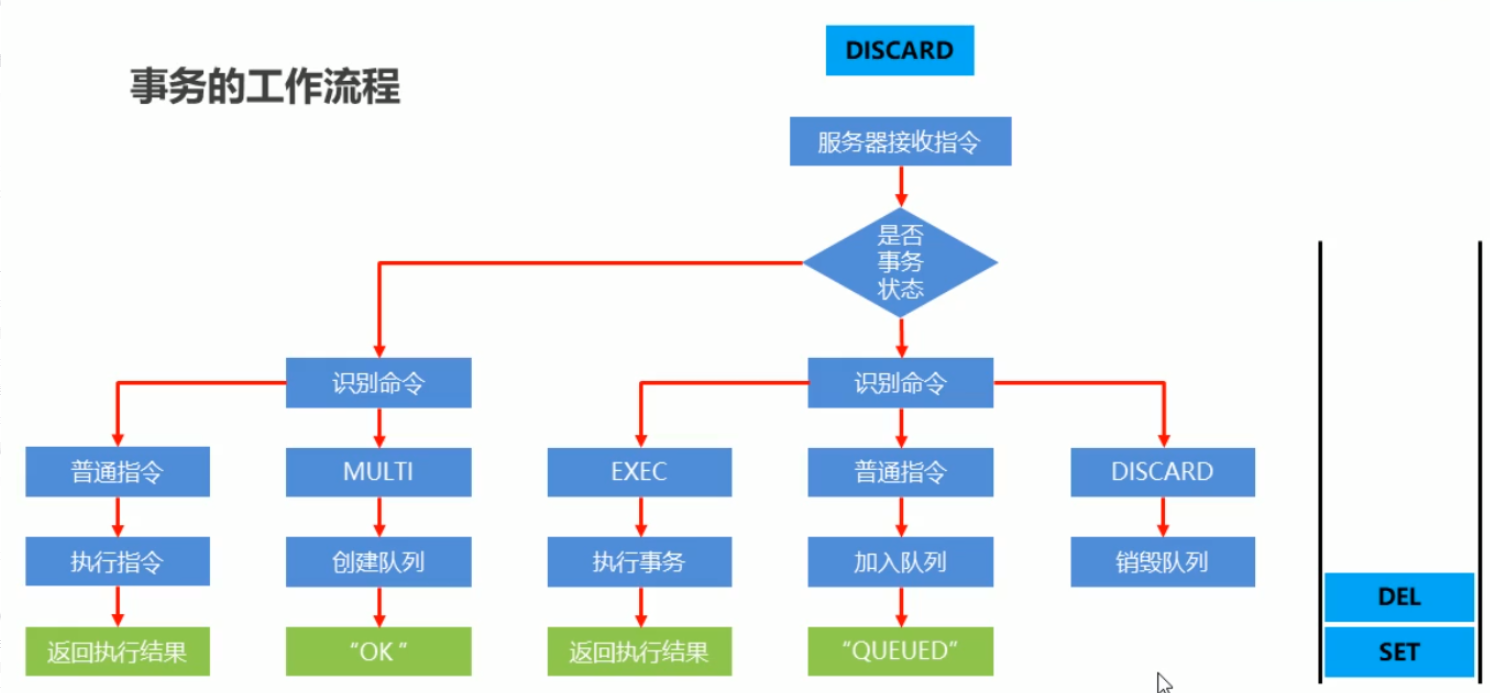 DISCARD
事务的工作流程
服务器接收指令
是否
事务
状态
识别命令
识别命令
普通指令
MULTI
EXEC
普通指令
DISCARD
执行指令
创建队列
执行事务
加入队列
销毁队列
DEL
返回执行结果
“OK ”
返回执行结果
“QUEUED”
SET